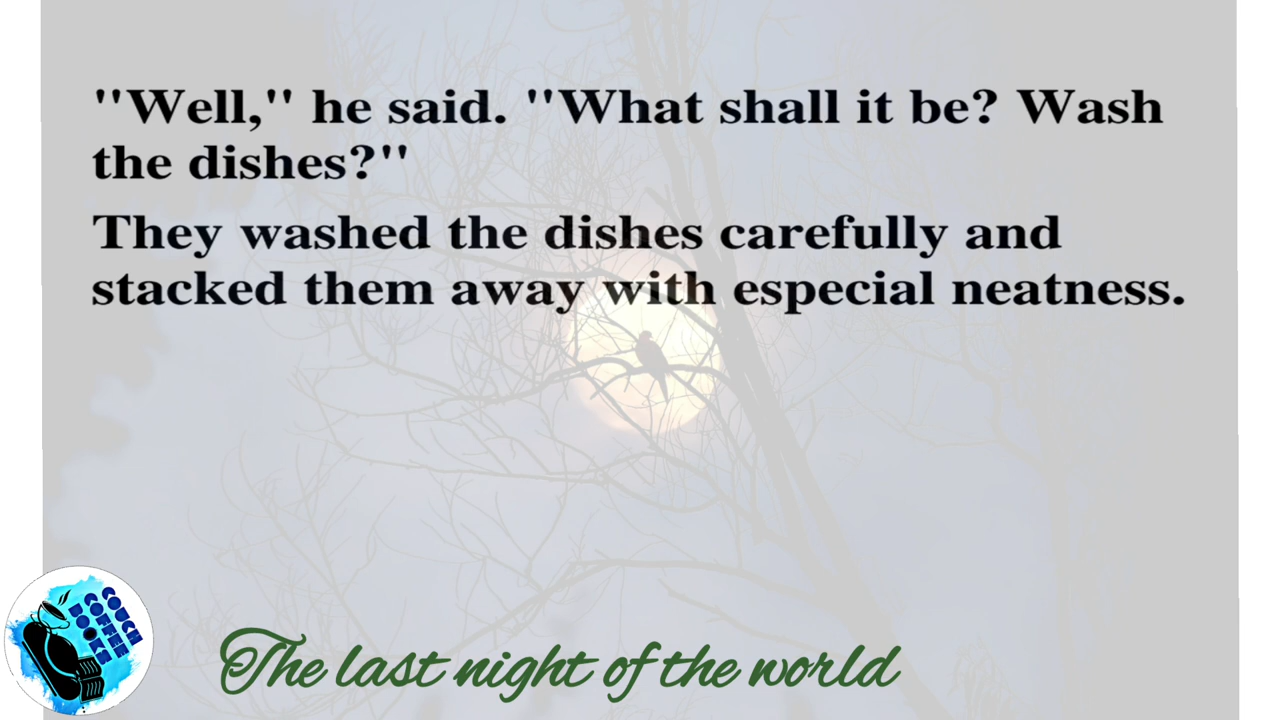 "Well," he said. "What shall it be? Wash
the dishes?"
They washed the dishes carefully and
stacked them away with especial neatness.
COUCH
COFFEE
BOOKS
The last night of the world